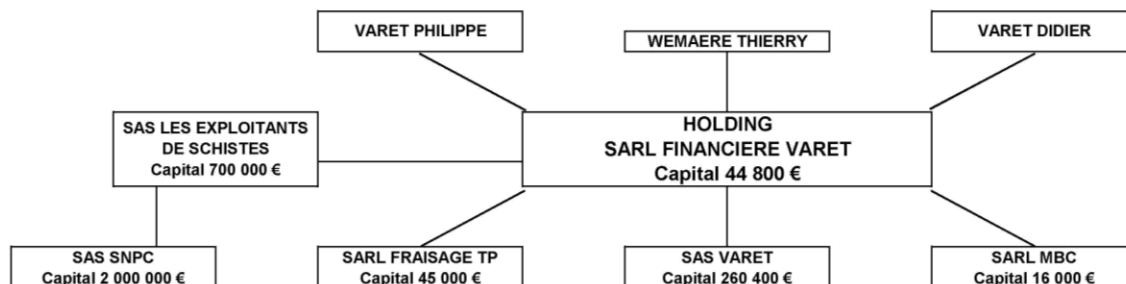 VARET PHILIPPE
WEMAERE THIERRY
VARET DIDIER
SAS LES EXPLOITANTS
DE SCHISTES
Capital 700 000 €
HOLDING
SARL FINANCIERE VARET
Capital 44 800 €
SAS SNPC
Capital 2 000 000 €
SARL FRAISAGE TP
Capital 45 000 €
SAS VARET
Capital 260 400 €
SARL MBC
Capital 16 000 €